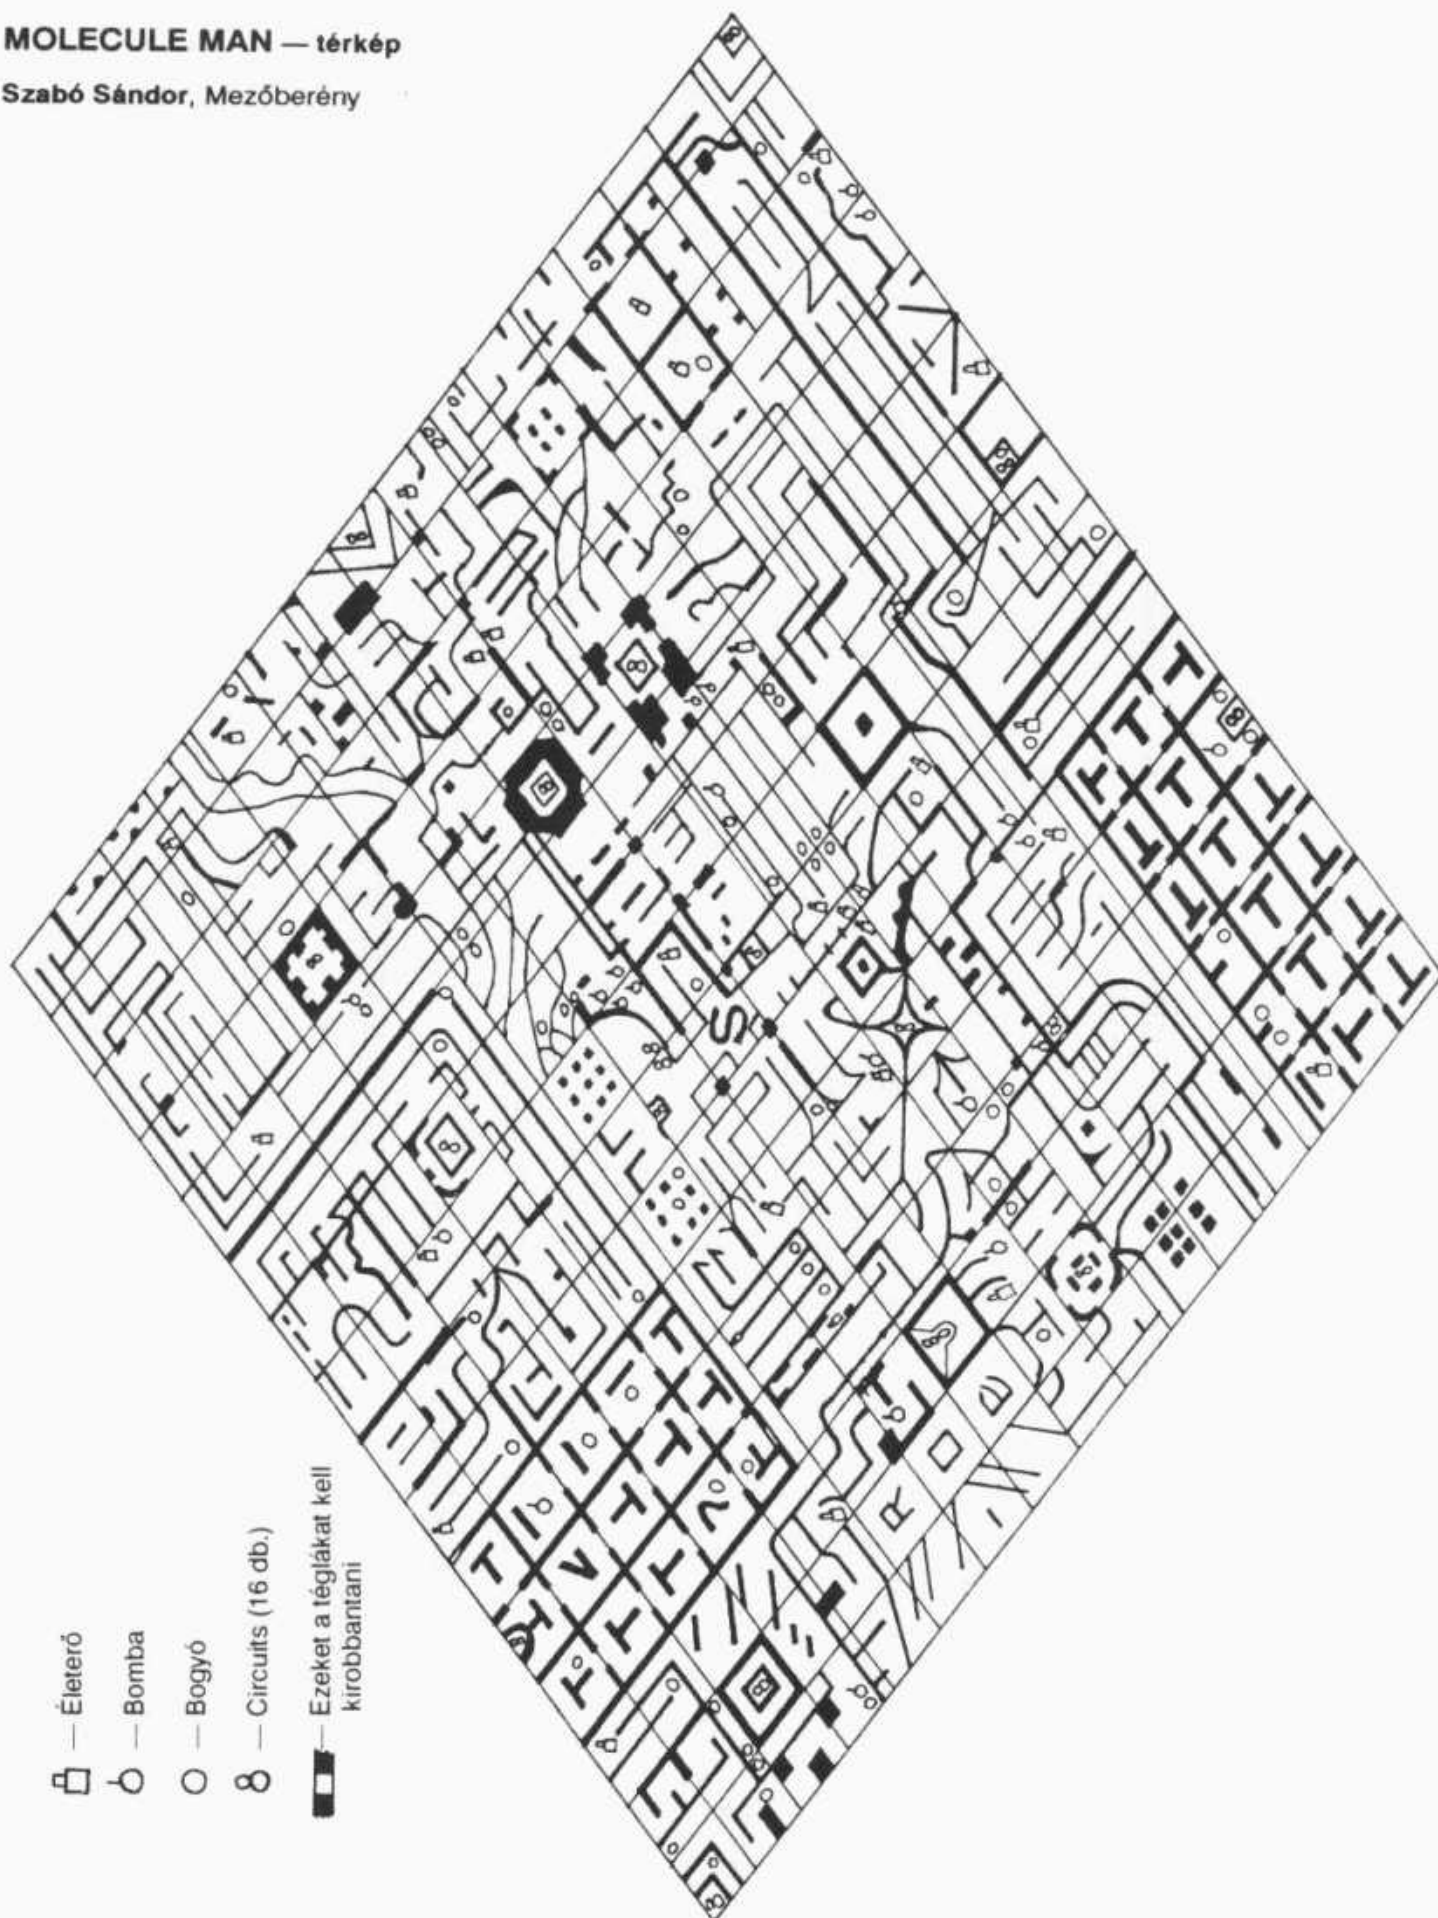 MOLECULE MAN — térkép
Szabó Sándor, Mezőberény
— Életerő
— Bomba
— Bogyó
— Circuits (16 db.)
— Ezeket a téglákat kell
kirobbantani
S
R